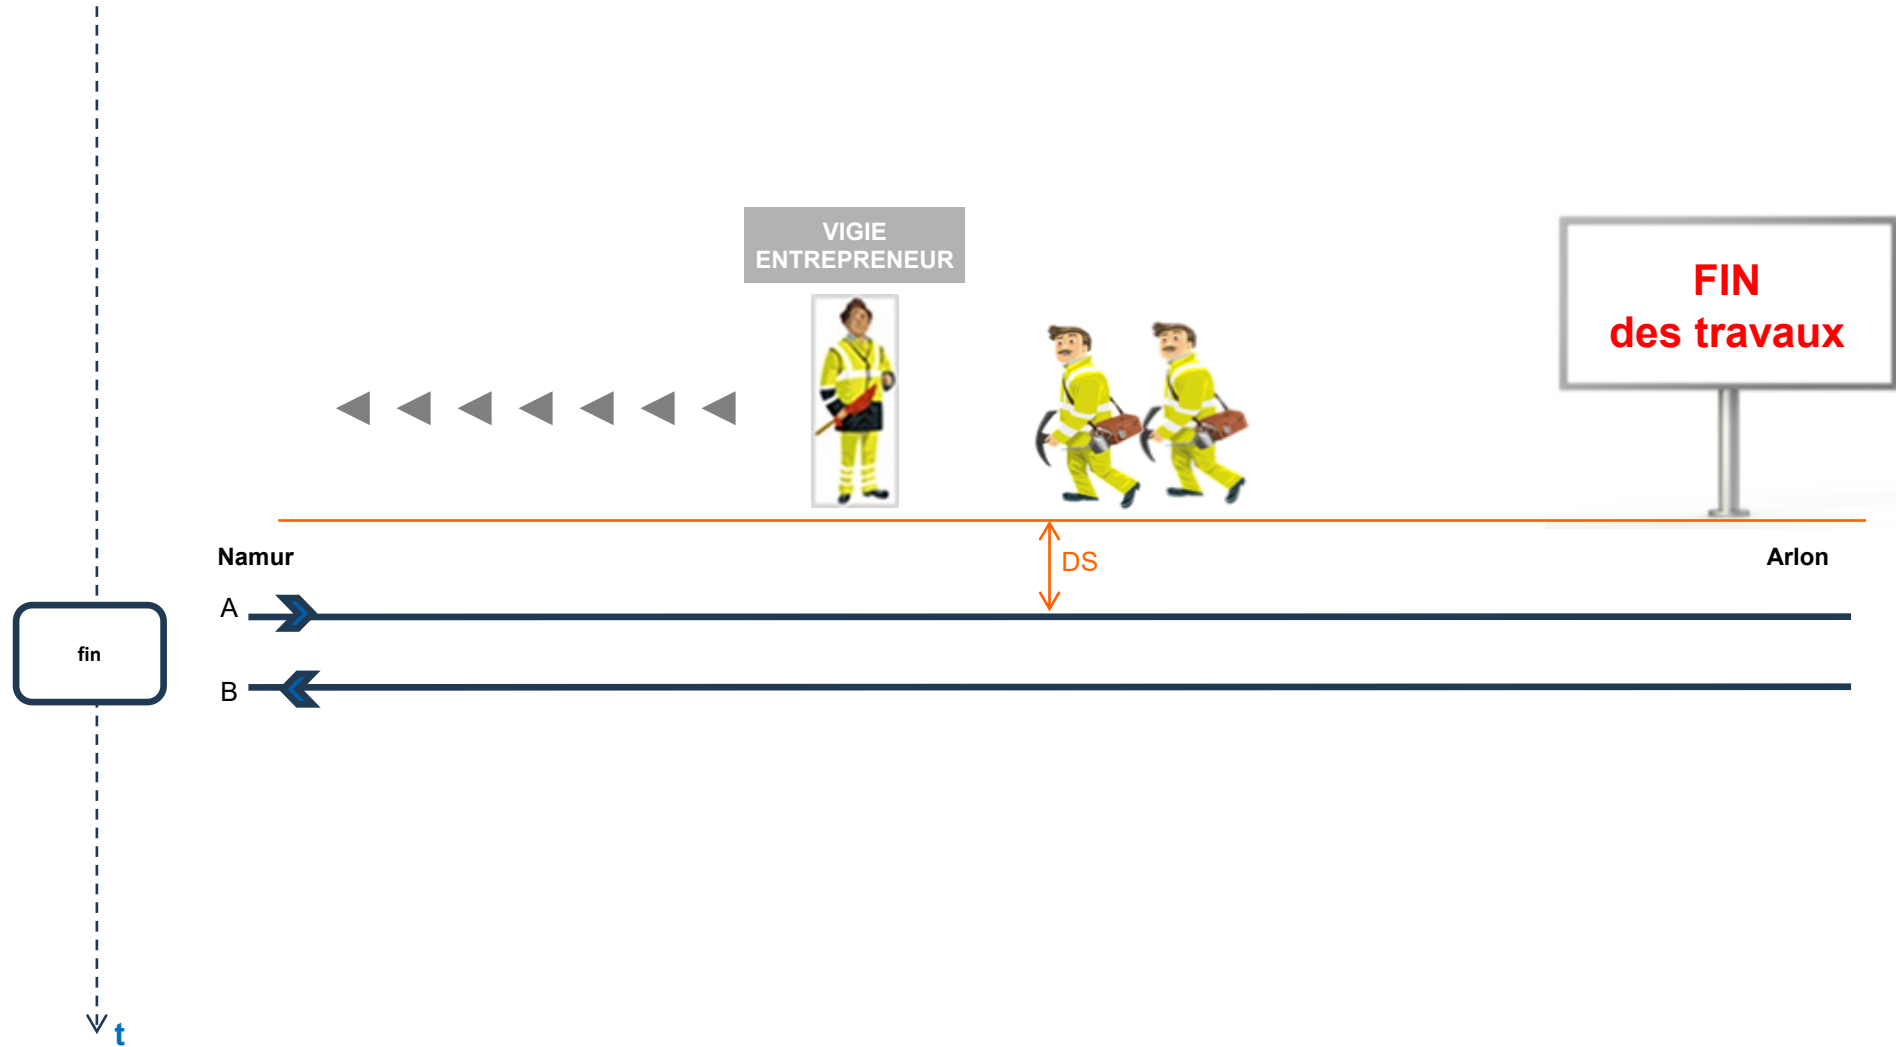 VIGIE
ENTREPRENEUR
FIN
des travaux
Namur
DS
Arlon
A
fin
B
t